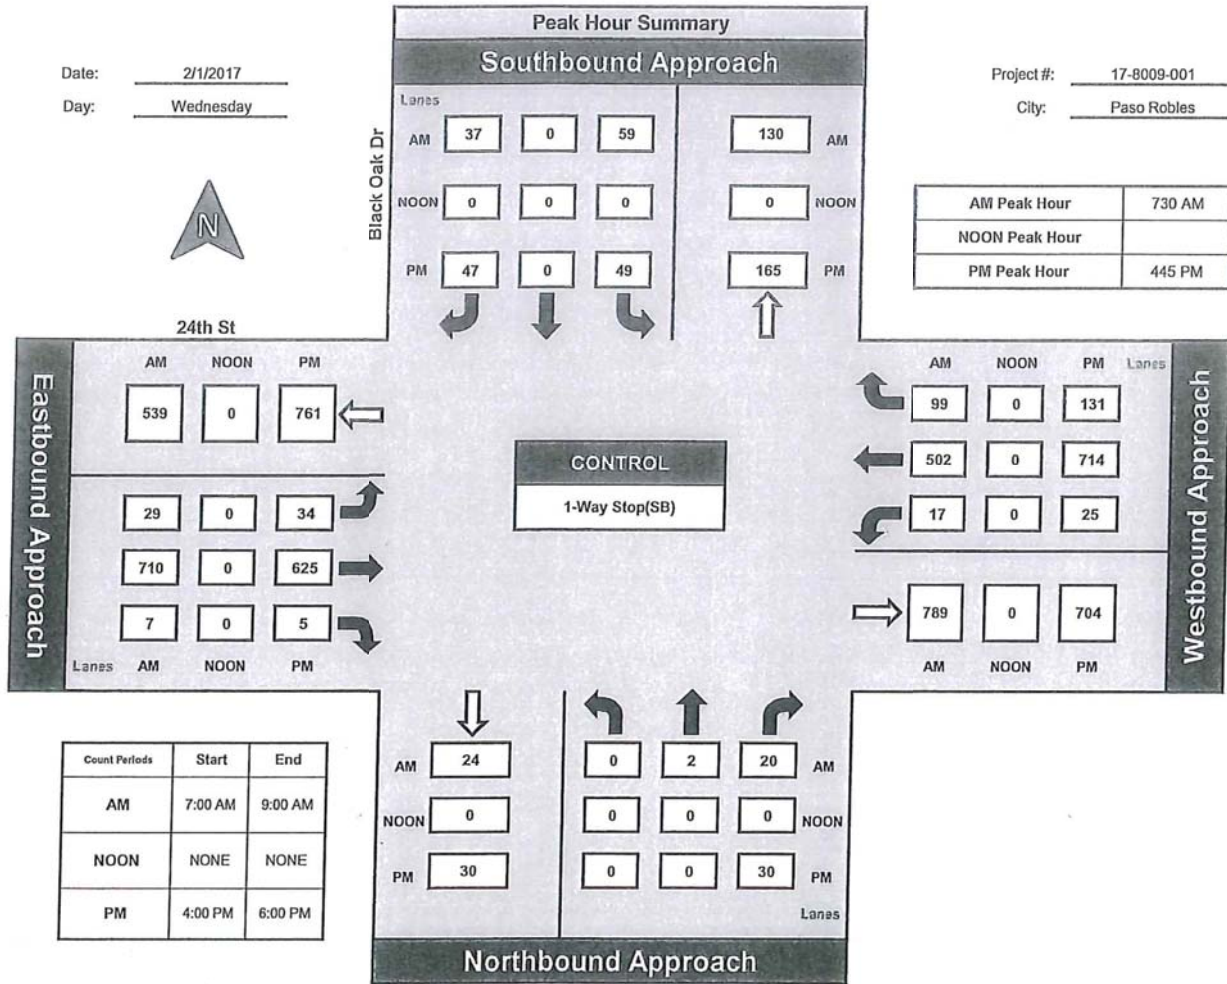 Peak Hour Summary
Southbound Approach
Date: 2/1/2017
Day: Wednesday
Project #: 17-8009-001
City: Paso Robles
Lanes
AM 37 0 59 130 AM
NOON 0 0 0 0 NOON
PM 47 0 49 165 PM
Black Oak Dr
N
AM Peak Hour 730 AM
NOON Peak Hour
PM Peak Hour 445 PM
24th St
Eastbound Approach
AM NOON PM
539 0 761
29 0 34
710 0 625
7 0 5
Lanes AM NOON PM
CONTROL
1-Way Stop(SB)
AM NOON PM Lanes
99 0 131
502 0 714
17 0 25
789 0 704
AM NOON PM
Westbound Approach
Count Periods Start End
AM 7:00 AM 9:00 AM
NOON NONE NONE
PM 4:00 PM 6:00 PM
AM 24 0 2 20 AM
NOON 0 0 0 0 NOON
PM 30 0 0 30 PM
Lanes
Northbound Approach